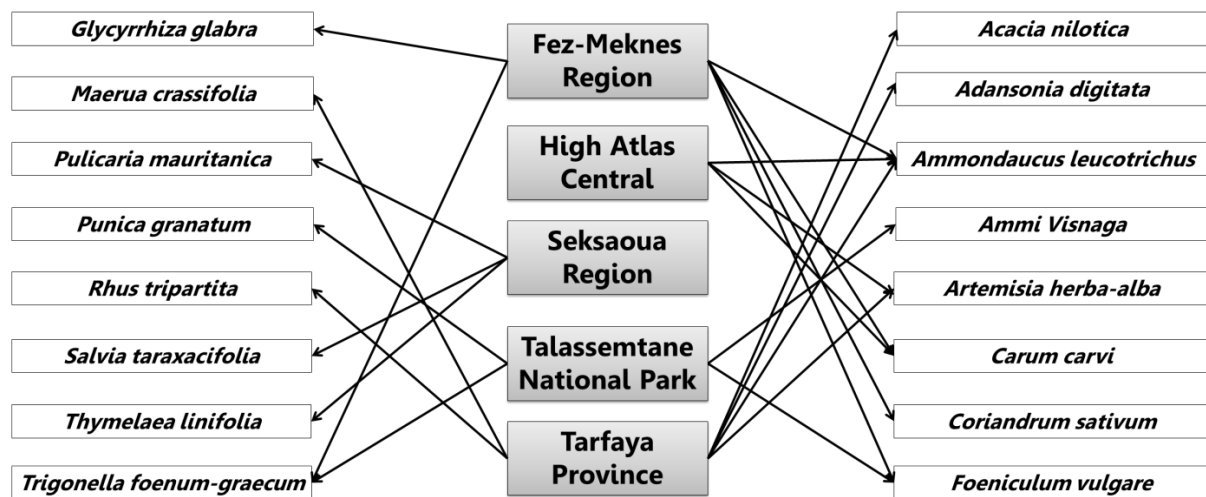 Glycyrrhiza glabra
Maerua crassifolia
Pulicaria mauritanica
Punica granatum
Rhus tripartita
Salvia taraxacifolia
Thymelaea linifolia
Trigonella foenum-graecum
Fez-Meknes
Region
High Atlas
Central
Seksaoua
Region
Talassemtane
National Park
Tarfaya
Province
Acacia nilotica
Adansonia digitata
Ammondaucus leucotrichus
Ammi Visnaga
Artemisia herba-alba
Carum carvi
Coriandrum sativum
Foeniculum vulgare